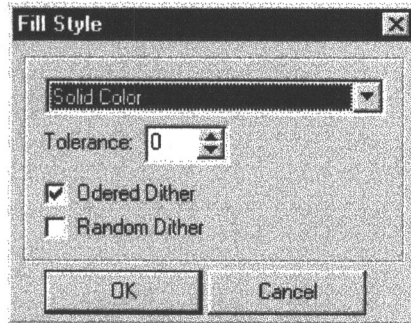 Fill Style
Solid Color
Tolerance: 0
Odered Dither
Random Dither
OK Cancel